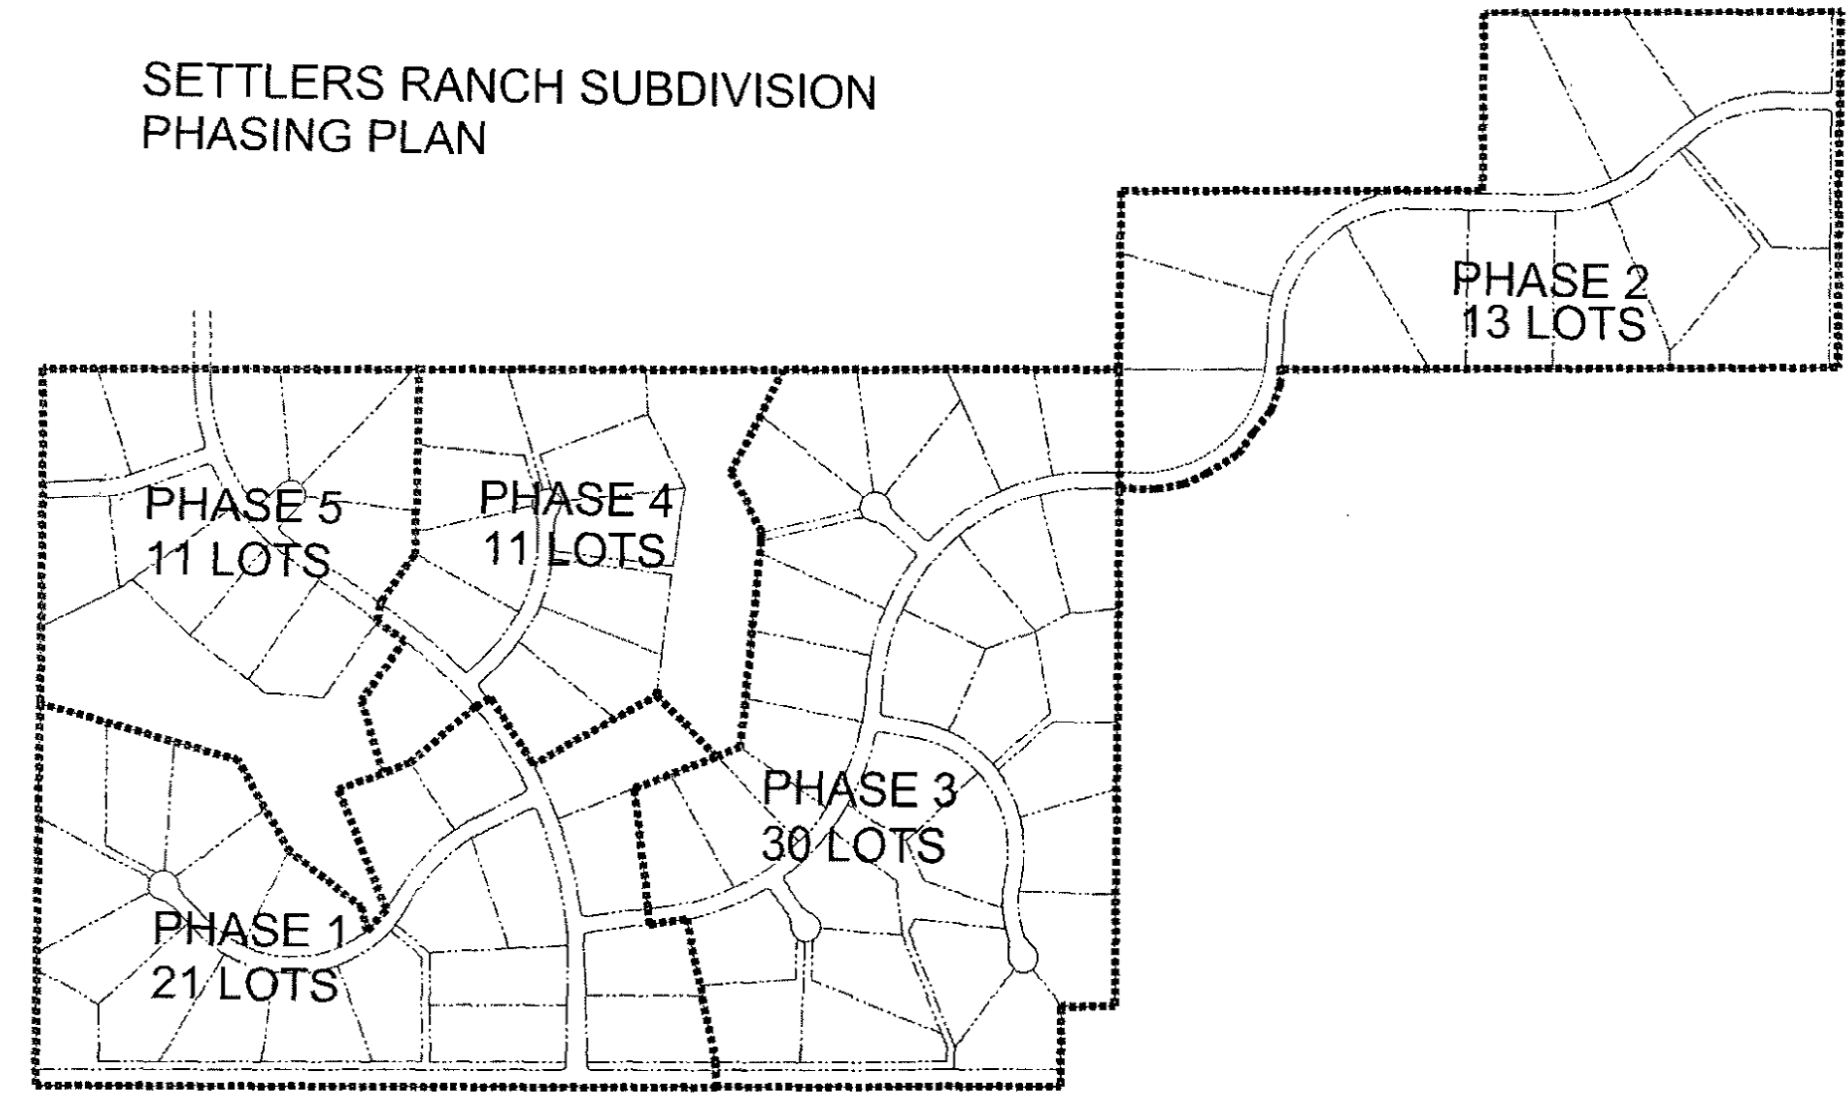 SETTLERS RANCH SUBDIVISION
PHASING PLAN
PHASE 2
13 LOTS
PHASE 5
11 LOTS
PHASE 4
11 LOTS
PHASE 3
30 LOTS
PHASE 1
21 LOTS